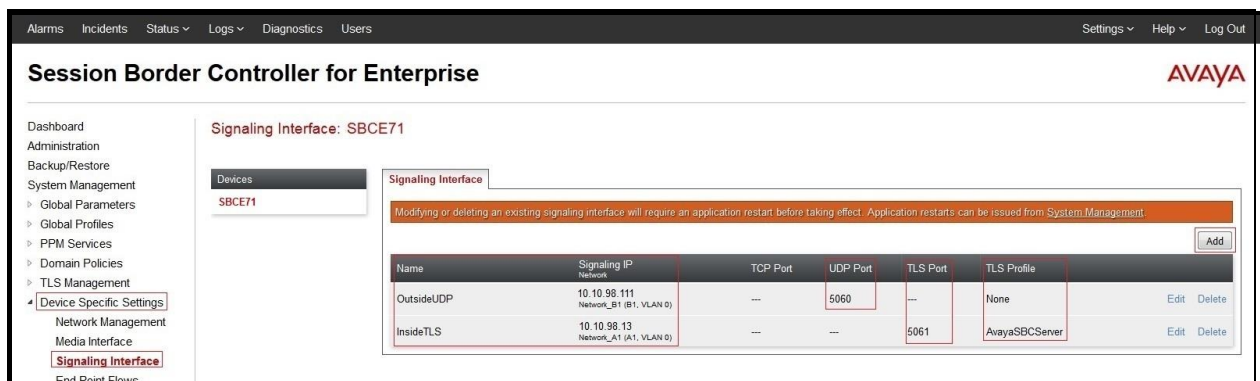 Alarms Incidents Status Logs Diagnostics Users Settings Help Log Out
Session Border Controller for Enterprise
AVAYA
Dashboard
Administration
Backup/Restore
System Management
Global Parameters
Global Profiles
PPM Services
Domain Policies
TLS Management
Device Specific Settings
Network Management
Media Interface
Signaling Interface
End Point Flows
Signaling Interface: SBCE71
Devices
SBCE71
Signaling Interface
Modifying or deleting an existing signaling interface will require an application restart before taking effect. Application restarts can be issued from System Management.
Add
Name Signaling IP Network TCP Port UDP Port TLS Port TLS Profile
OutsideUDP 10.10.98.111 Network_B1 (B1, VLAN 0) --- 5060 --- None Edit Delete
InsideTLS 10.10.98.13 Network_A1 (A1, VLAN 0) --- --- 5061 AvayaSBCServer Edit Delete